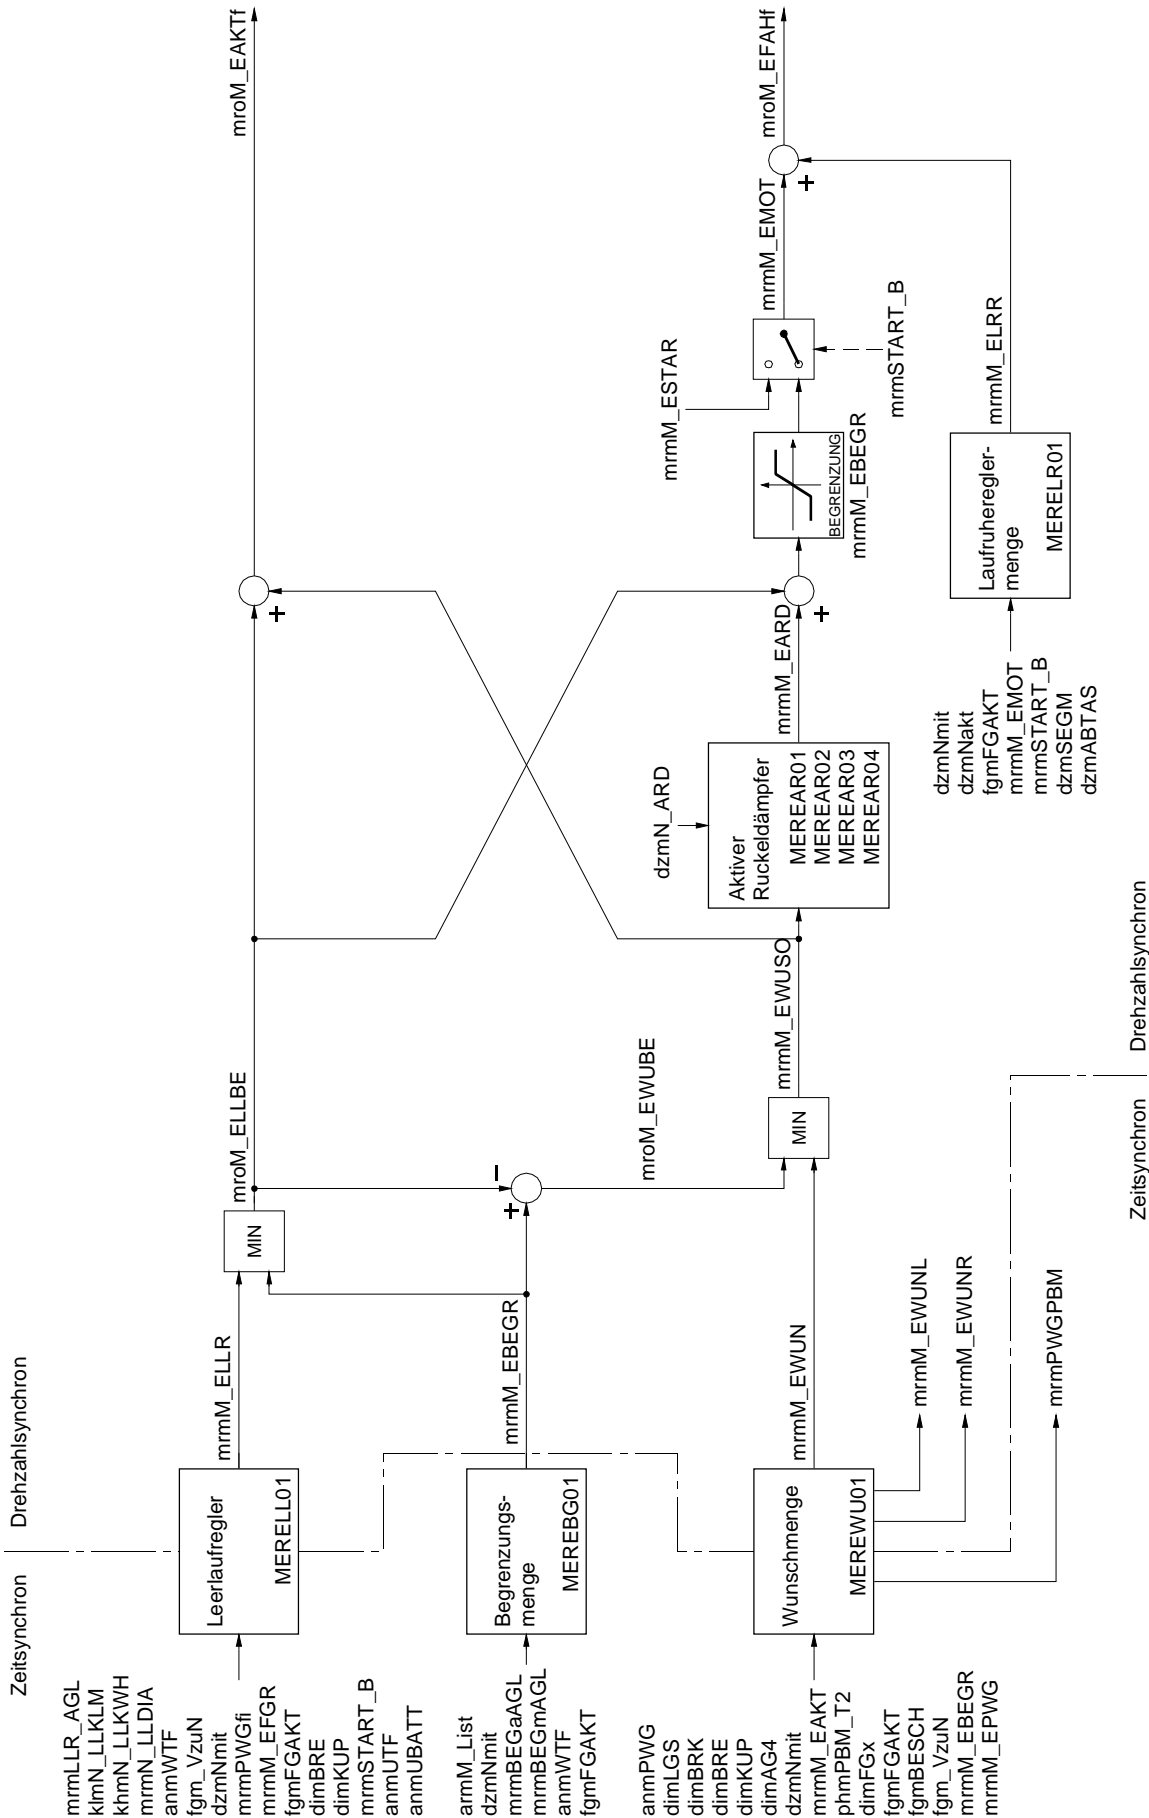 Zeitsynchron
Drehzahlsynchron
mrmLLR_AGL
klmN_LLKLM
khmN_LLKWH
mrmN_LLDIA
anmWTF
fgm_VzuN
dzmNmit
mrmPWGfi
mrmM_EFGR
fgmFGAKT
dimBRE
dimKUP
mrmSTART_B
anmUTF
anmUBATT
Leerlaufregler
MERELL01
mrmM_ELLR
MIN
mroM_ELLBE
+
mroM_EAKTf
armM_List
dzmNmit
mrmBEGaAGL
mrmBEGmAGL
anmWTF
fgmFGAKT
Begrenzungs-
menge
MEREBG01
mrmM_EBEGR
+
−
mroM_EWUBE
anmPWG
dimLGS
dimBRK
dimBRE
dimKUP
dimAG4
dzmNmit
mrmM_EAKT
phmPBM_T2
dimFGx
fgmFGAKT
fgmBESCH
fgm_VzuN
mrmM_EBEGR
mrmM_EPWG
Wunschmenge
MEREWU01
mrmM_EWUN
mrmM_EWUNL
mrmM_EWUNR
mrmPWGPBM
MIN
mrmM_EWUSO
dzmN_ARD
Aktiver
Ruckeldämpfer
MEREAR01
MEREAR02
MEREAR03
MEREAR04
mrmM_EARD
+
BEGRENZUNG
mrmM_EBEGR
mrmM_ESTAR
mrmSTART_B
mrmM_EMOT
+
mroM_EFAHf
dzmNmit
dzmNakt
fgmFGAKT
mrmM_EMOT
mrmSTART_B
dzmSEGM
dzmABTAS
Laufruheregler-
menge
MERELR01
mrmM_ELRR
Zeitsynchron
Drehzahlsynchron